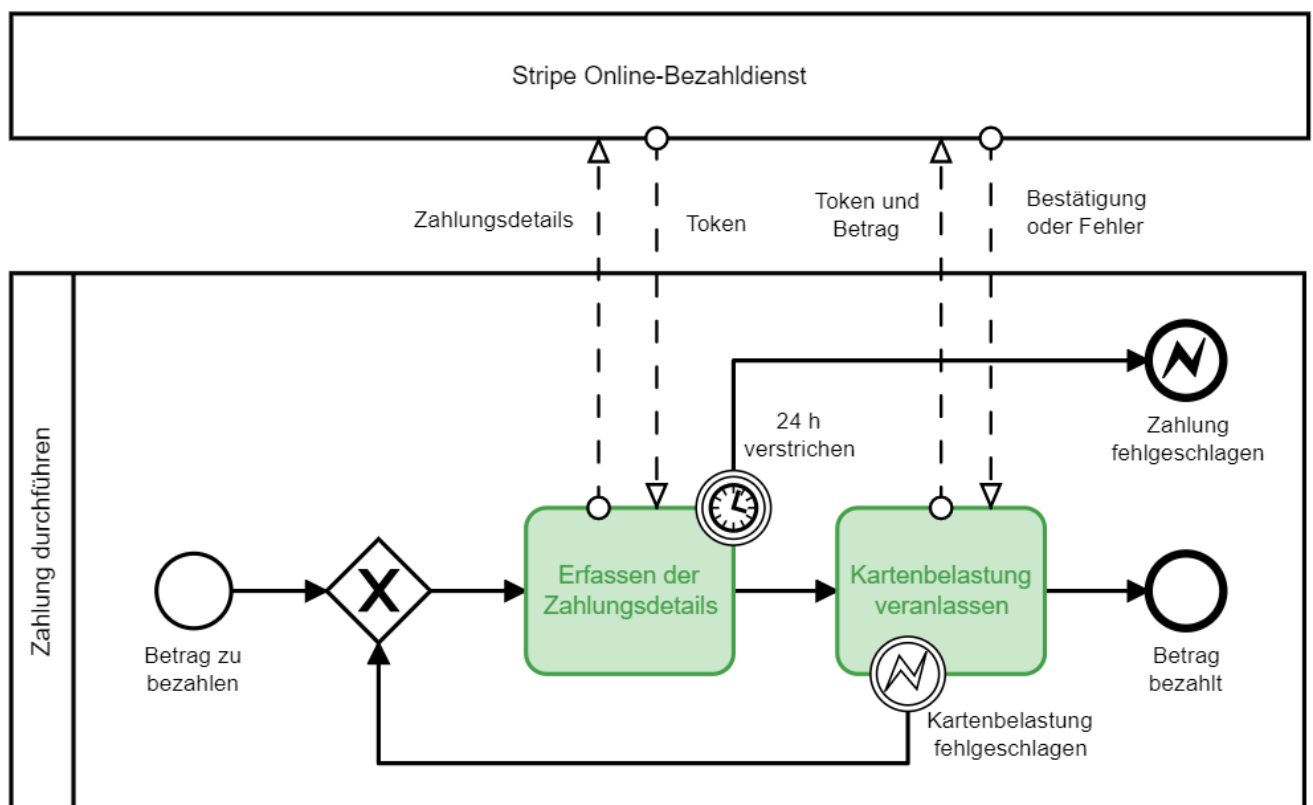 Stripe Online-Bezahldienst
Zahlungsdetails
Token
Token und
Betrag
Bestätigung
oder Fehler
Zahlung durchführen
24 h
verstrichen
Zahlung
fehlgeschlagen
Betrag zu
bezahlen
X
Erfassen der
Zahlungsdetails
Kartenbelastung
veranlassen
Betrag
bezahlt
Kartenbelastung
fehlgeschlagen